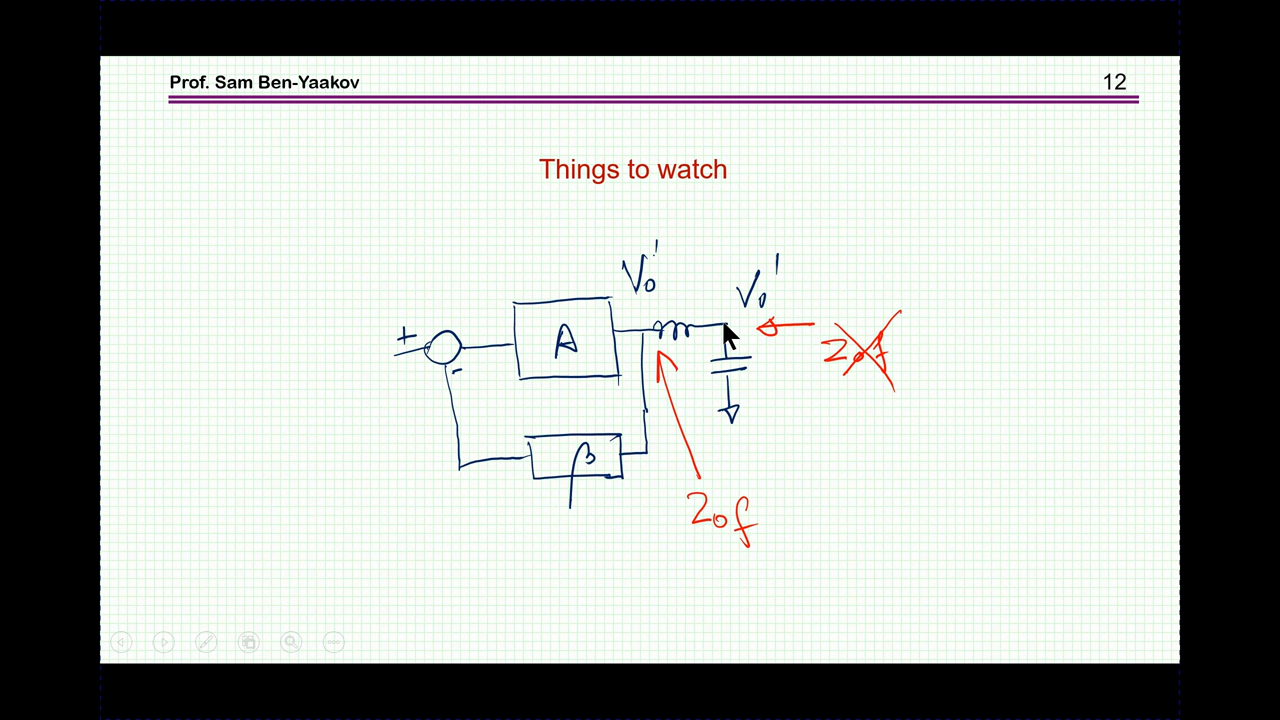 Prof. Sam Ben-Yaakov 12
Things to watch
Vo' Vo'
+ A Zof
-
β
Zof